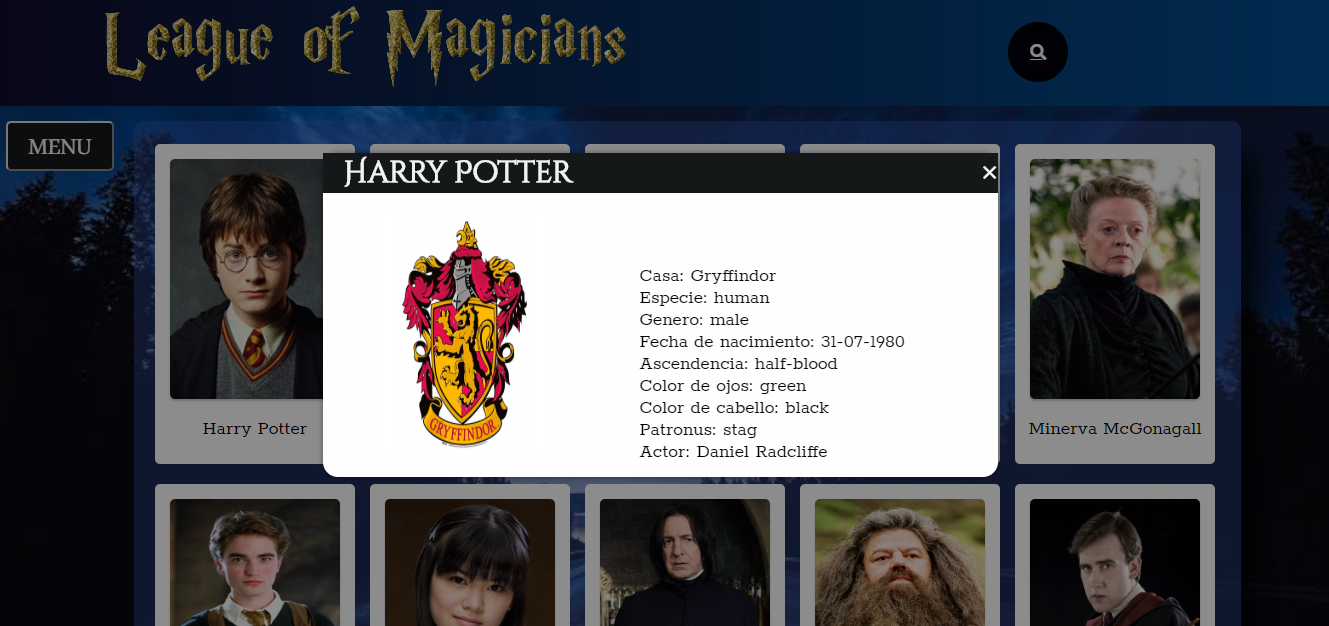 League of Magicians
MENU
Harry Potter
×
GRYFFINDOR
Casa: Gryffindor
Especie: human
Genero: male
Fecha de nacimiento: 31-07-1980
Ascendencia: half-blood
Color de ojos: green
Color de cabello: black
Patronus: stag
Actor: Daniel Radcliffe
Harry Potter
Minerva McGonagall